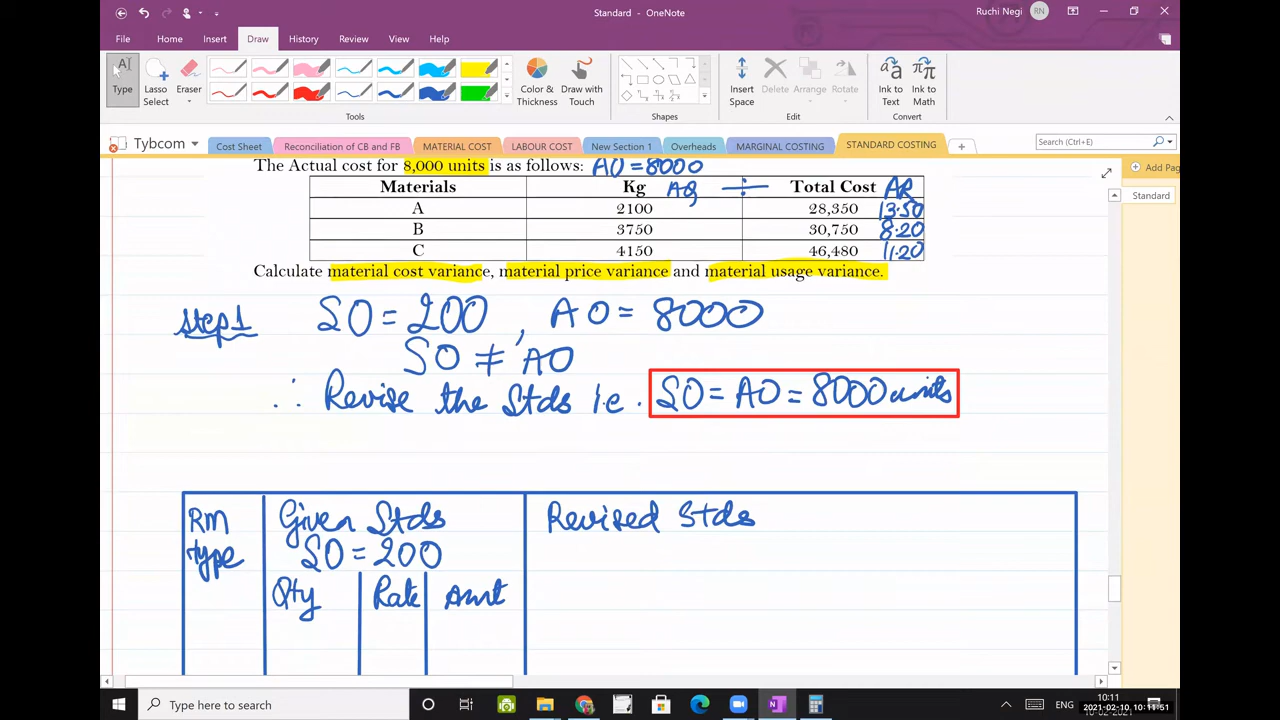 Standard - OneNote
Ruchi Negi RN
File Home Insert Draw History Review View Help
Type Lasso Select Eraser Color & Thickness Draw with Touch Insert Space Delete Arrange Rotate Ink to Text Ink to Math
Tools Shapes Edit Convert
Tybcom Cost Sheet Reconciliation of CB and FB MATERIAL COST LABOUR COST New Section 1 Overheads MARGINAL COSTING STANDARD COSTING Search (Ctrl+E)
Add Pag
Standard
The Actual cost for 8,000 units is as follows: AO = 8000
Materials Kg AQ ÷ Total Cost AR
A 2100 28,350 13.50
B 3750 30,750 8.20
C 4150 46,480 11.20
Calculate material cost variance, material price variance and material usage variance.
Step 1 SO = 200 , AO = 8000
SO ≠ AO
∴ Revise the Stds i.e. SO = AO = 8000 units
RM type Given Stds Revised Stds
SO = 200
Qty Rate Amt
Type here to search
ENG
10:11
2021-02-10, 10:11:51